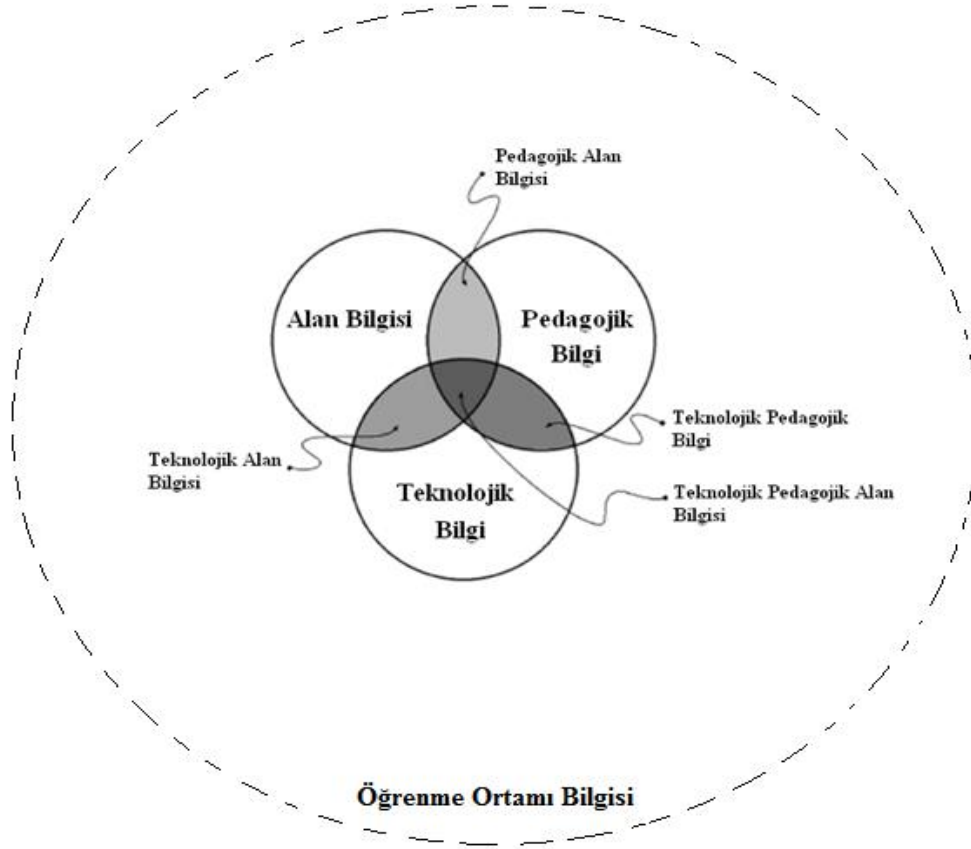 Pedagojik Alan
Bilgisi
Alan Bilgisi
Pedagojik
Bilgi
Teknolojik Pedagojik
Bilgi
Teknolojik Alan
Bilgisi
Teknolojik
Bilgi
Teknolojik Pedagojik Alan
Bilgisi
Öğrenme Ortamı Bilgisi